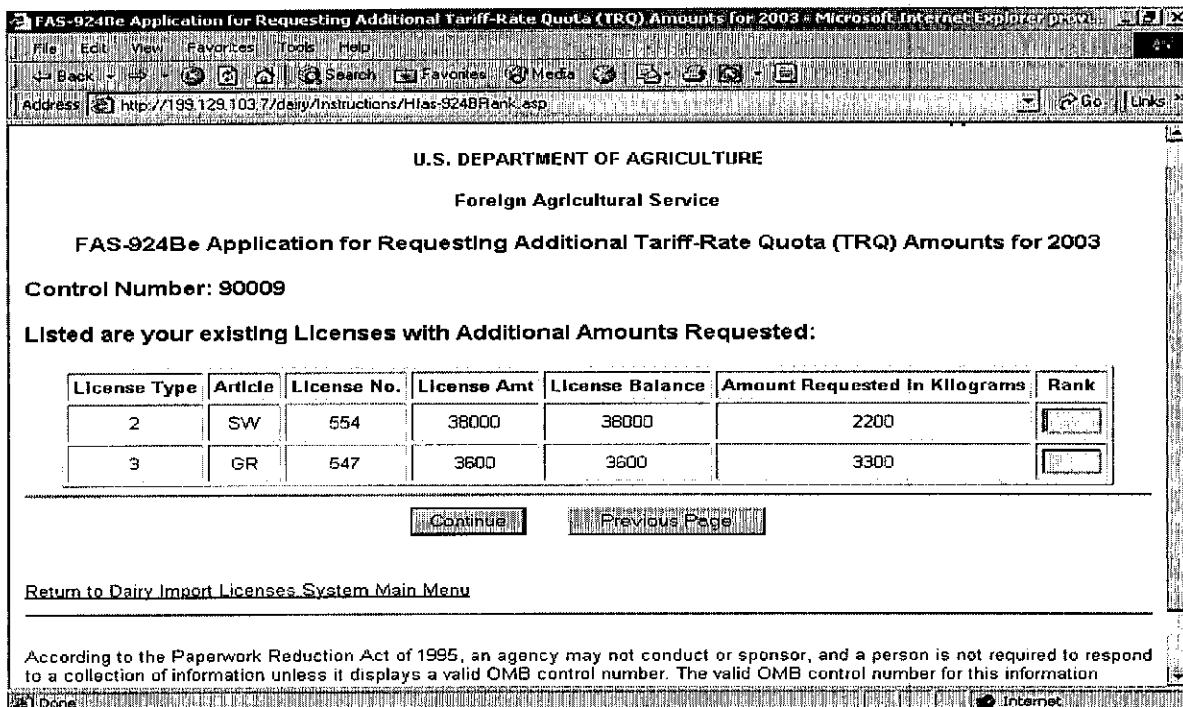 FAS-924Be Application for Requesting Additional Tariff-Rate Quota (TRQ) Amounts for 2003 - Microsoft Internet Explorer provi...
File Edit View Favorites Tools Help
Back Search Favorites Media
Address http://199.129.103.7/dairy/Instructions/Hfas-924BRank.asp Go Links »
U.S. DEPARTMENT OF AGRICULTURE
Foreign Agricultural Service
FAS-924Be Application for Requesting Additional Tariff-Rate Quota (TRQ) Amounts for 2003
Control Number: 90009
Listed are your existing Licenses with Additional Amounts Requested:
License Type Article License No. License Amt License Balance Amount Requested in Kilograms Rank
2 SW 554 38000 38000 2200
3 GR 547 3600 3600 3300
Continue Previous Page
Return to Dairy Import Licenses System Main Menu
According to the Paperwork Reduction Act of 1995, an agency may not conduct or sponsor, and a person is not required to respond
to a collection of information unless it displays a valid OMB control number. The valid OMB control number for this information
Done Internet